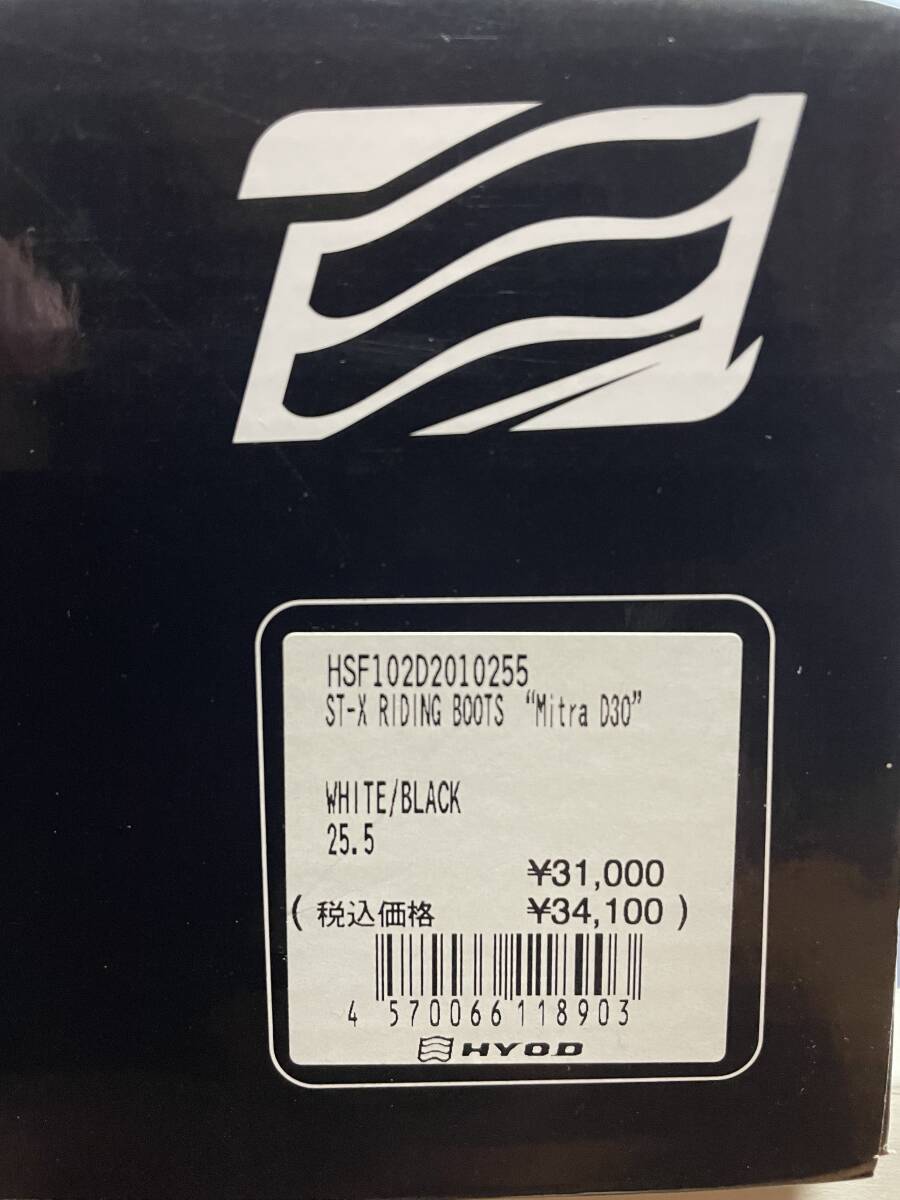 HSF102D2010255
ST-X RIDING BOOTS “Mitra D30”
WHITE/BLACK
25.5
¥31,000
( 税込価格 ¥34,100 )
4 570066 118903
HYOD